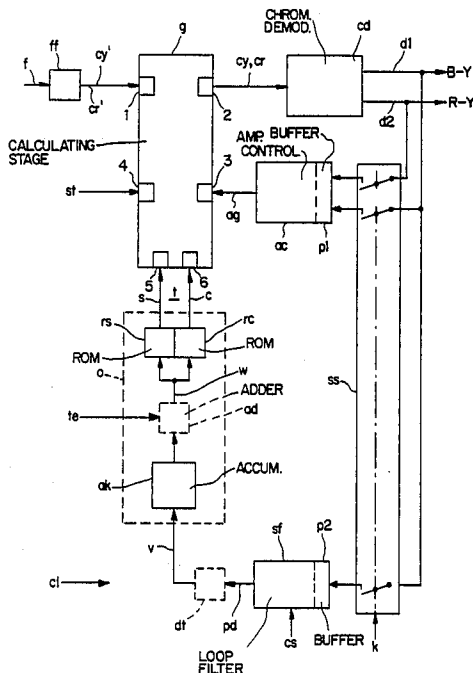 g
CHROM.
DEMOD.
cd
d1
B-Y
ff
cy'
f
cr'
cy,cr
1
2
d2
R-Y
CALCULATING
STAGE
AMP.
CONTROL
BUFFER
4
3
st
ag
ac
p1
5
6
s
t
c
rs
rc
ROM
ROM
o
w
ss
ADDER
te
ad
ak
ACCUM.
sf
p2
v
cl
dt
pd
cs
BUFFER
k
LOOP
FILTER